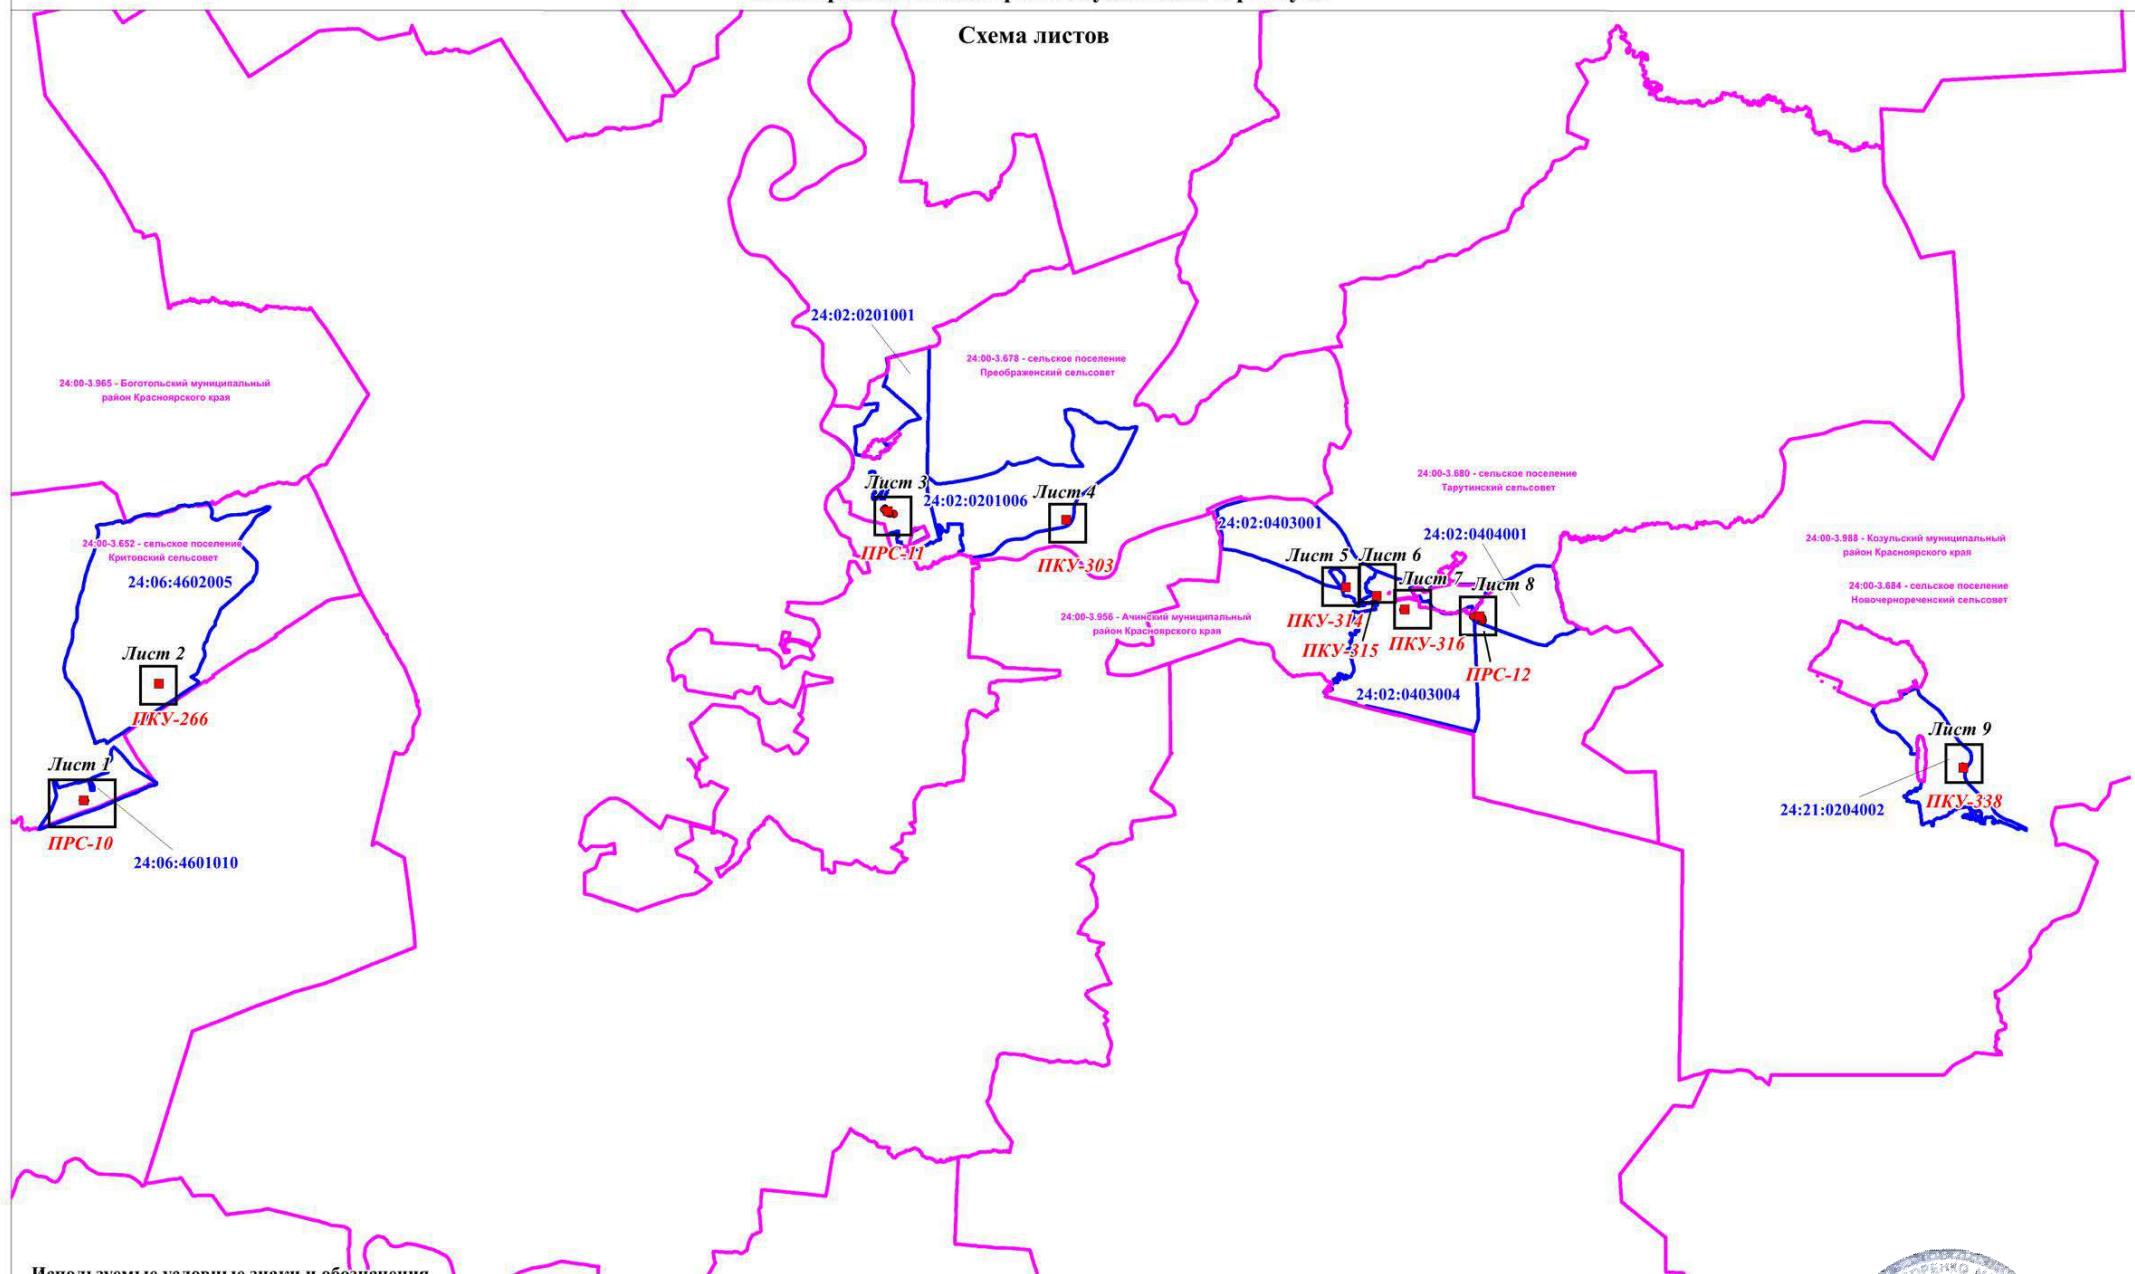 Схема листов
24:02:0201001
24:00-3.678 - сельское поселение
Преображенский сельсовет
24:00-3.965 - Боготольский муниципальный
район Красноярского края
24:00-3.680 - сельское поселение
Тарутинский сельсовет
Лист 3
24:02:0201006
Лист 4
ПРС-11
ПКУ-303
24:02:0403001
24:02:0404001
24:00-3.988 - Козульский муниципальный
район Красноярского края
24:00-3.652 - сельское поселение
Критовский сельсовет
24:06:4602005
Лист 5
Лист 6
Лист 7
Лист 8
24:00-3.684 - сельское поселение
Новочернореченский сельсовет
24:00-3.956 - Ачинский муниципальный
район Красноярского края
ПКУ-314
ПКУ-315
ПКУ-316
ПРС-12
24:02:0403004
Лист 2
ПКУ-266
Лист 1
ПРС-10
24:06:4601010
Лист 9
ПКУ-338
24:21:0204002
Используемые условные знаки и обозначения